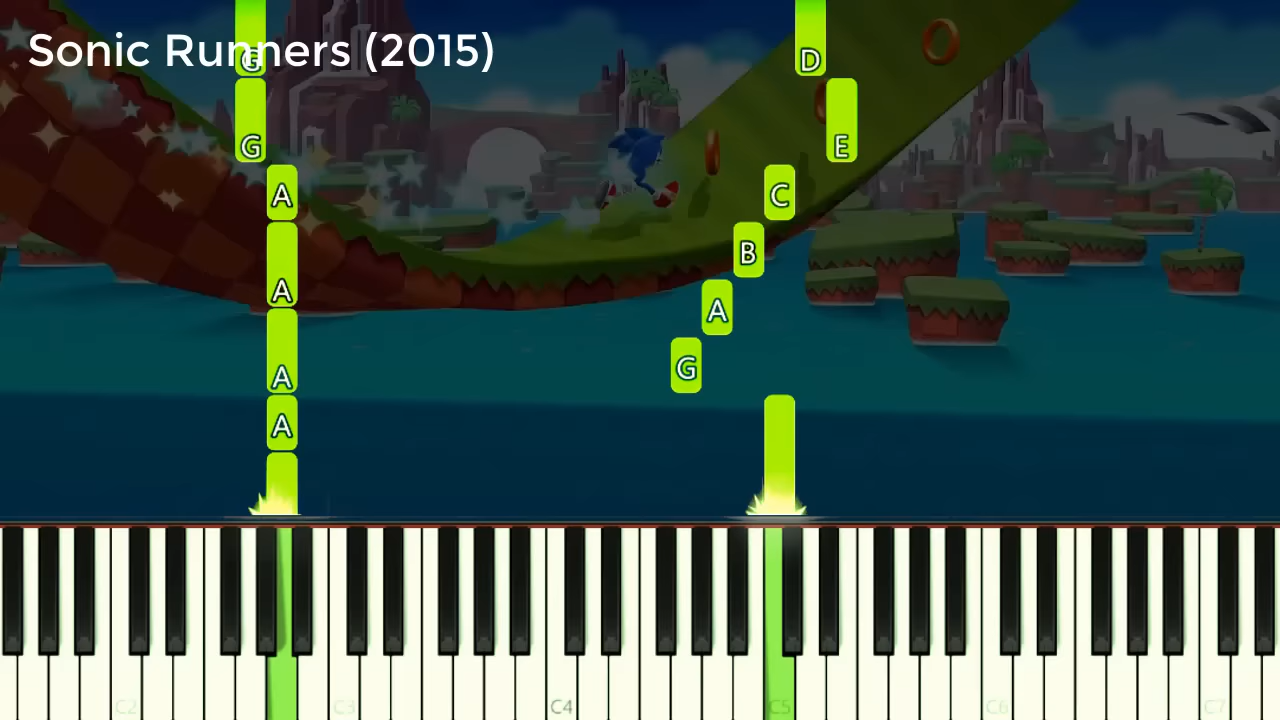 Sonic Runners (2015)
G D
G E
A C
B
A
A
G
A
A
C2 C3 C4 C5 C6 C7